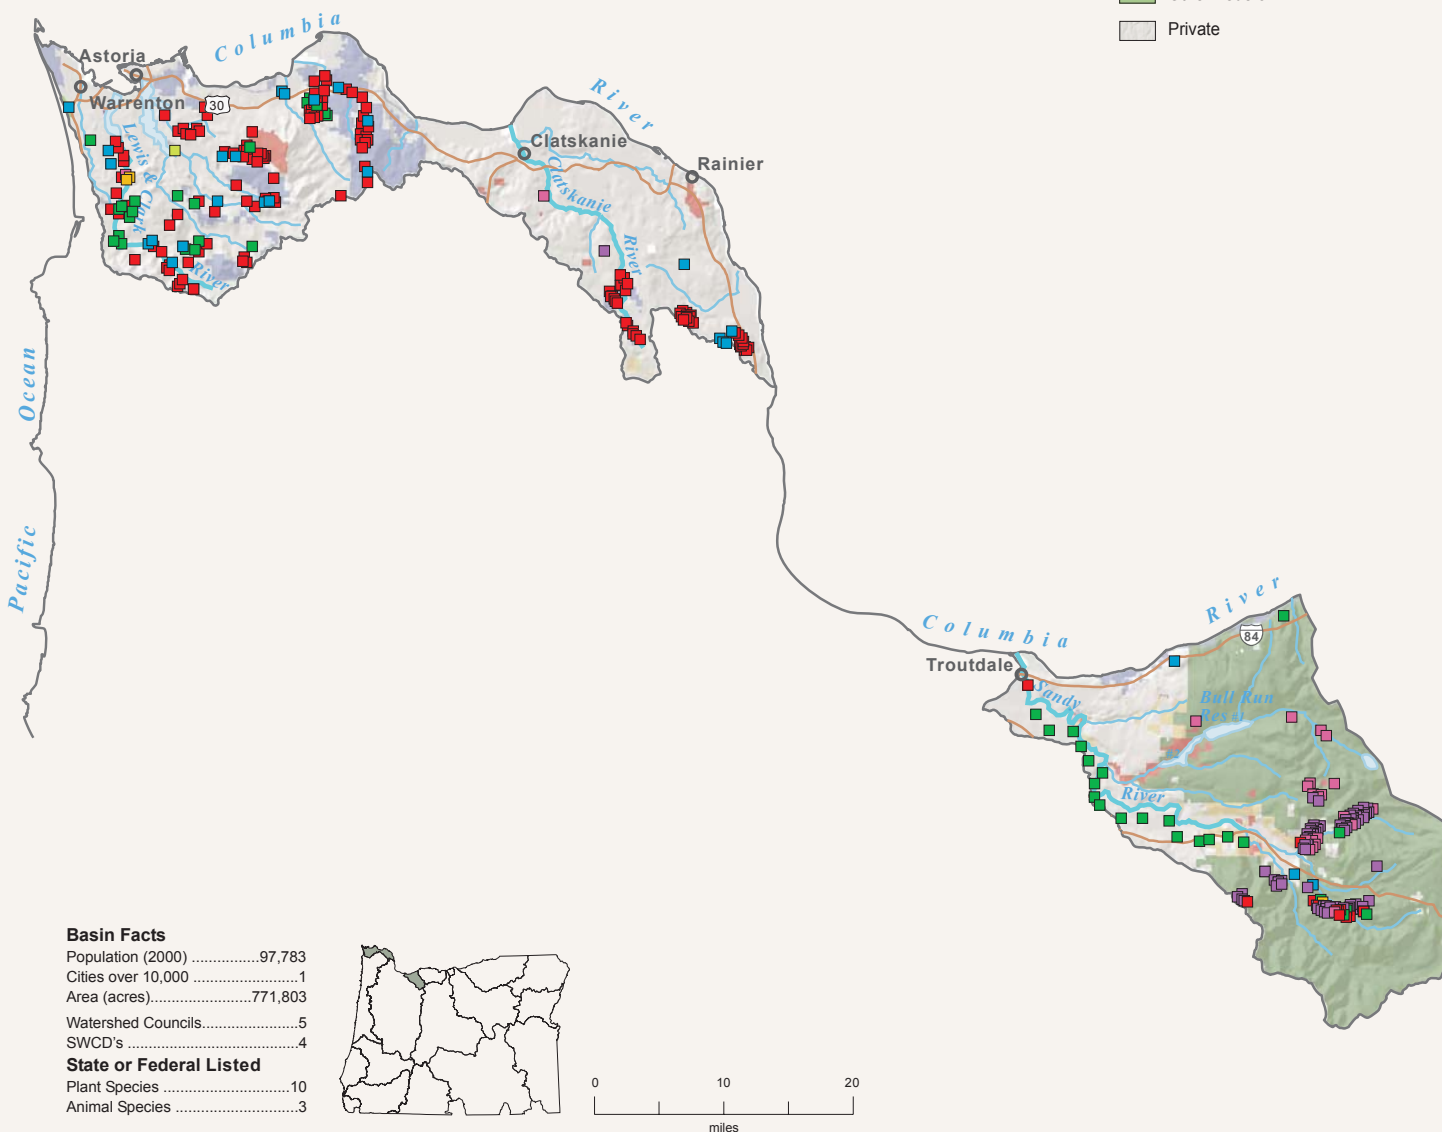 Private
Columbia
Astoria
Warrenton
30
Lewis & Clark
River
River
Clatskanie
Rainier
Clatskanie
River
Pacific Ocean
Columbia
River
84
Troutdale
Sandy
Bull Run
Res #1
River
Basin Facts
Population (2000) ...............97,783
Cities over 10,000 ........................1
Area (acres).......................771,803
Watershed Councils......................5
SWCD's .........................................4
State or Federal Listed
Plant Species .............................10
Animal Species ............................3
0 10 20
miles